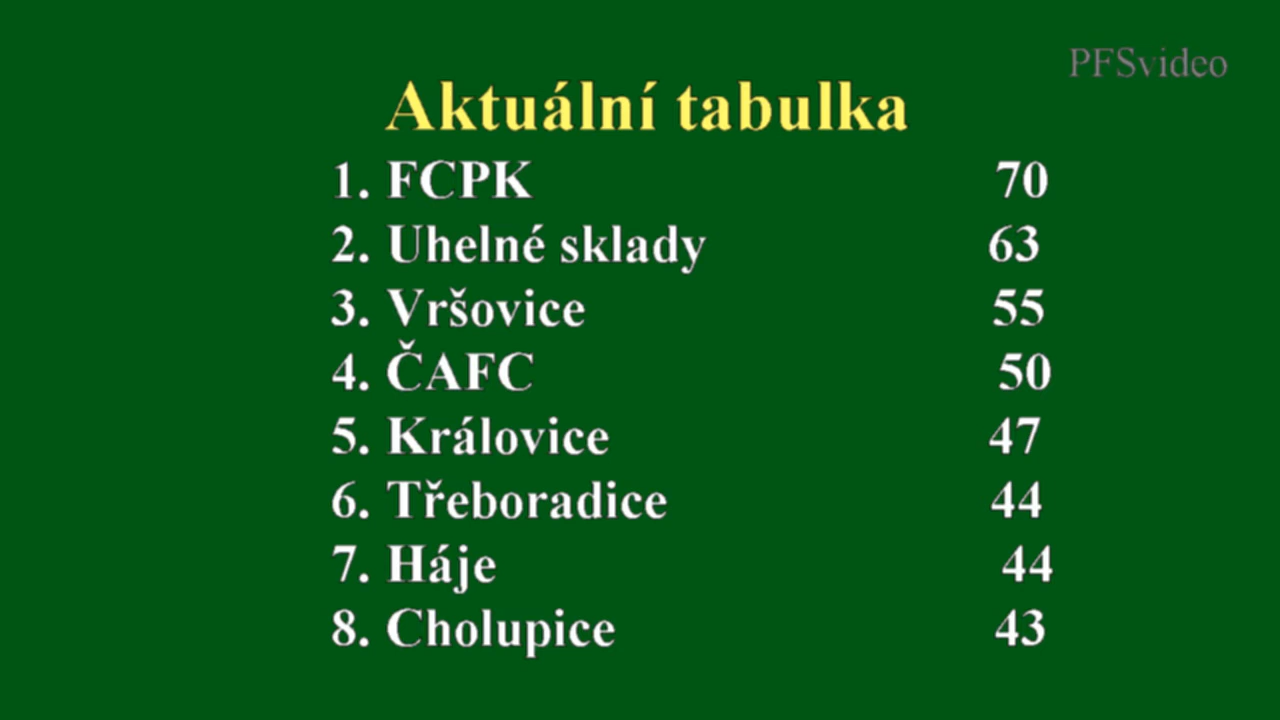 PFSvideo
Aktuální tabulka
1. FCPK 70
2. Uhelné sklady 63
3. Vršovice 55
4. ČAFC 50
5. Královice 47
6. Třeboradice 44
7. Háje 44
8. Cholupice 43